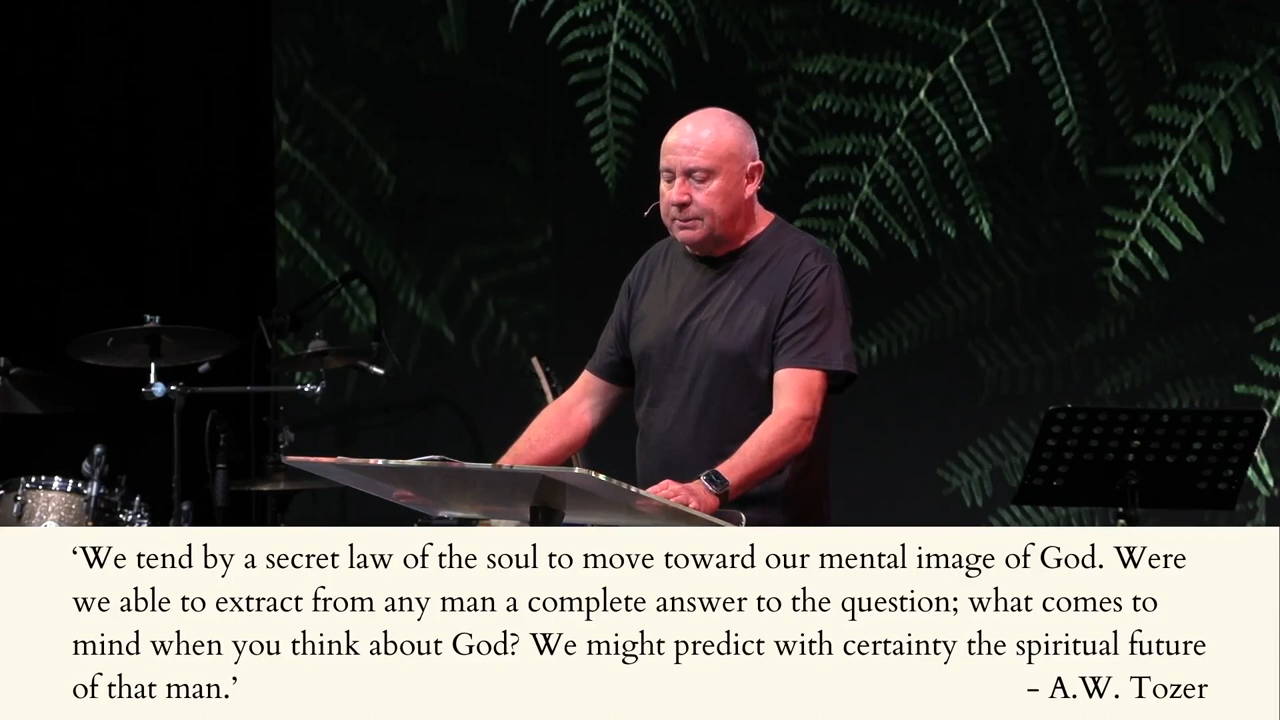 ‘We tend by a secret law of the soul to move toward our mental image of God. Were
we able to extract from any man a complete answer to the question; what comes to
mind when you think about God? We might predict with certainty the spiritual future
of that man.’ – A.W. Tozer